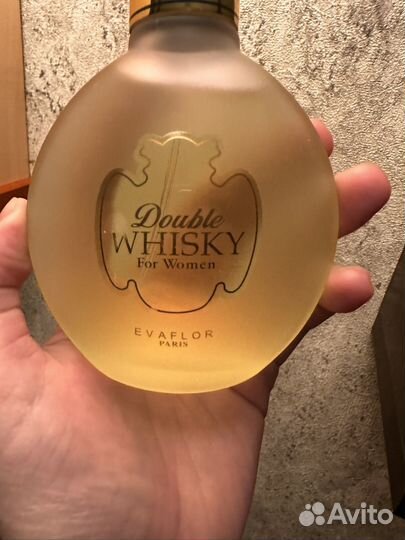 Double
WHISKY
For Women
EVAFLOR
PARIS
Avito